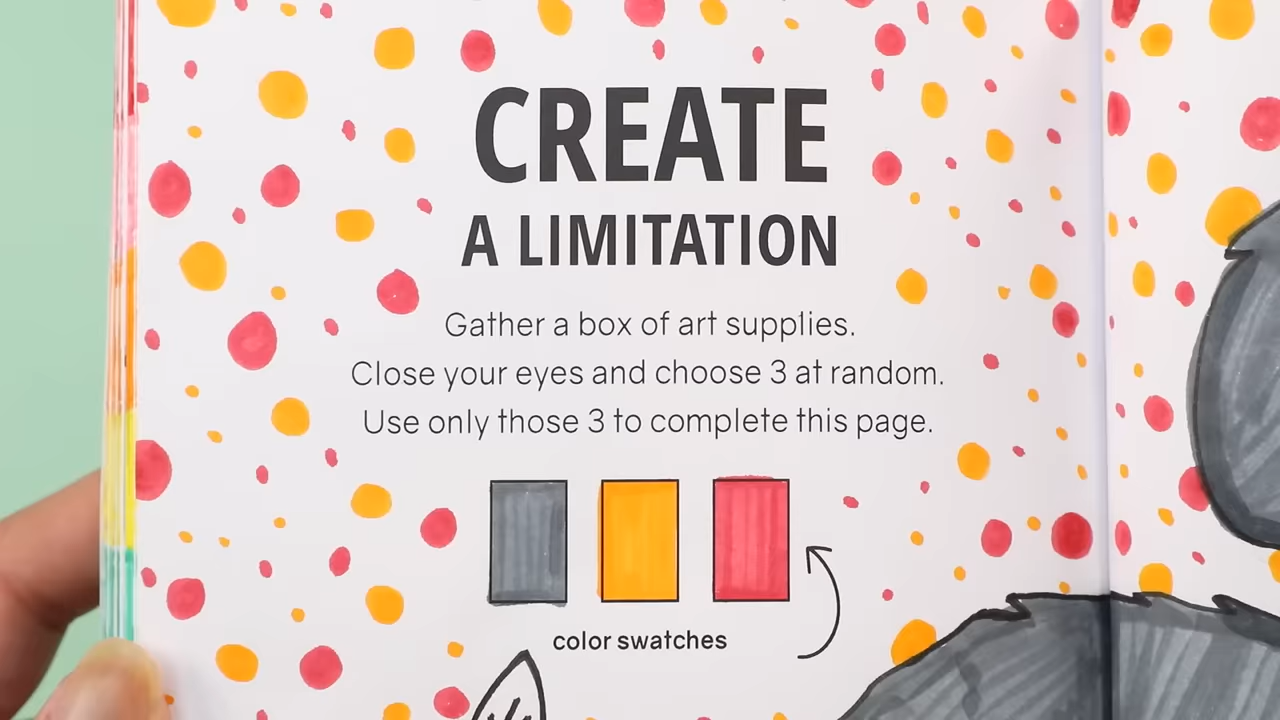 CREATE
A LIMITATION
Gather a box of art supplies.
Close your eyes and choose 3 at random.
Use only those 3 to complete this page.
color swatches